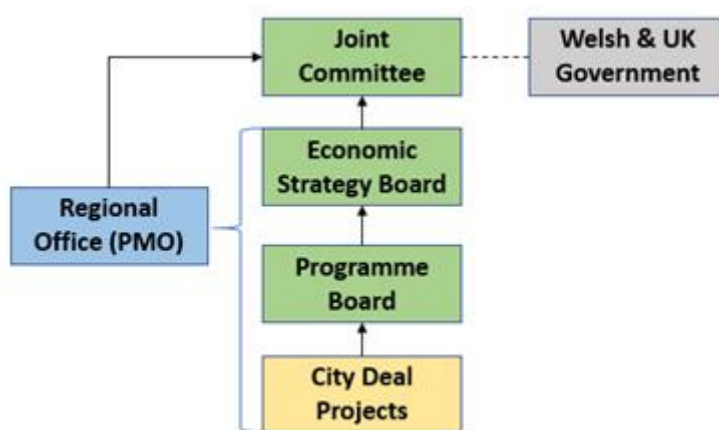 Joint
Committee
Welsh & UK
Government
Economic
Strategy Board
Regional
Office (PMO)
Programme
Board
City Deal
Projects